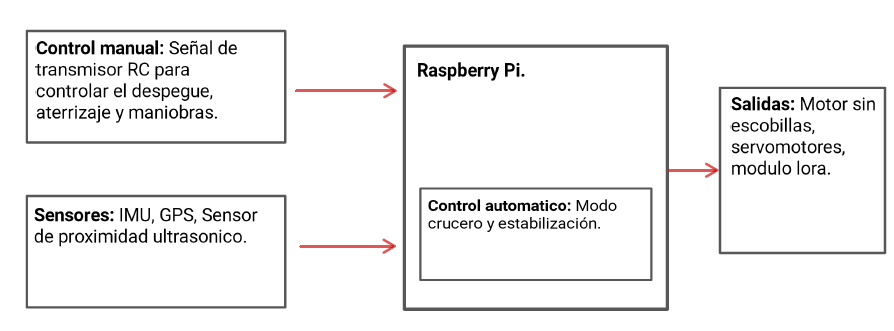 Control manual: Señal de
transmisor RC para
controlar el despegue,
aterrizaje y maniobras.
Sensores: IMU, GPS, Sensor
de proximidad ultrasonico.
Raspberry Pi.
Control automatico: Modo
crucero y estabilización.
Salidas: Motor sin
escobillas,
servomotores,
modulo lora.